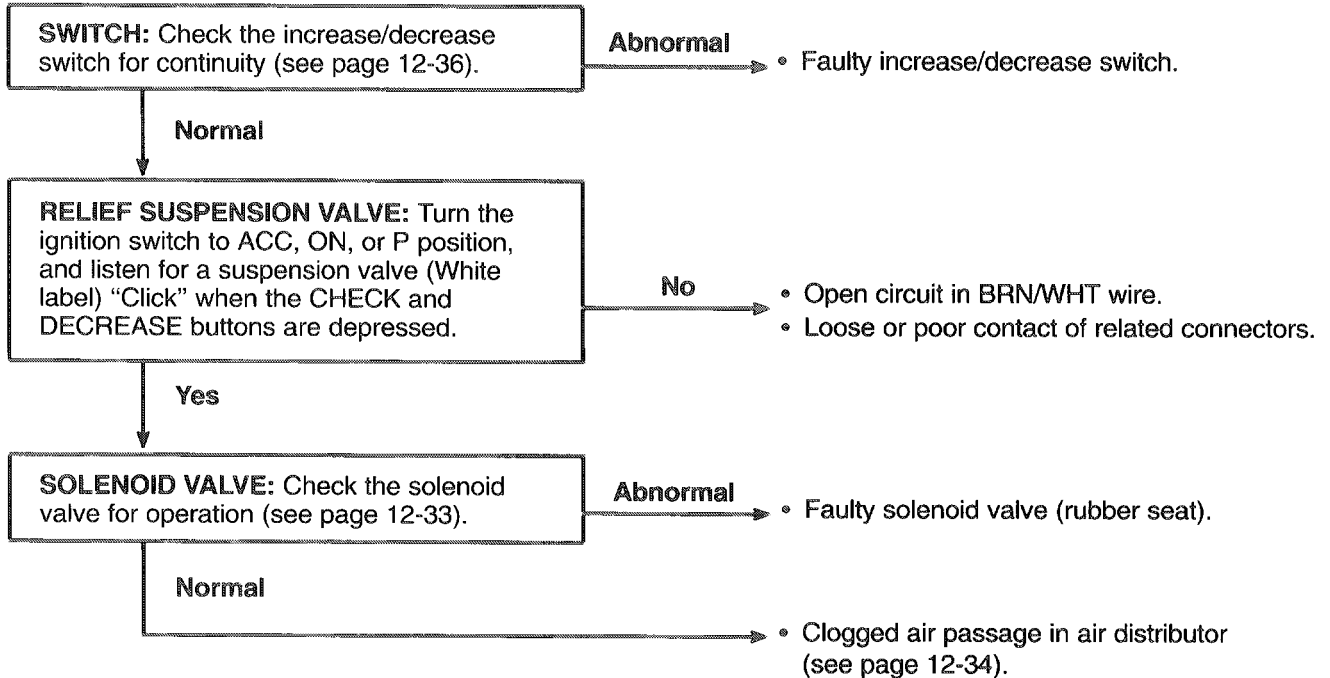 SWITCH: Check the increase/decrease
switch for continuity (see page 12-36).
Abnormal
• Faulty increase/decrease switch.
Normal
RELIEF SUSPENSION VALVE: Turn the
ignition switch to ACC, ON, or P position,
and listen for a suspension valve (White
label) “Click” when the CHECK and
DECREASE buttons are depressed.
No
• Open circuit in BRN/WHT wire.
• Loose or poor contact of related connectors.
Yes
SOLENOID VALVE: Check the solenoid
valve for operation (see page 12-33).
Abnormal
• Faulty solenoid valve (rubber seat).
Normal
• Clogged air passage in air distributor
(see page 12-34).